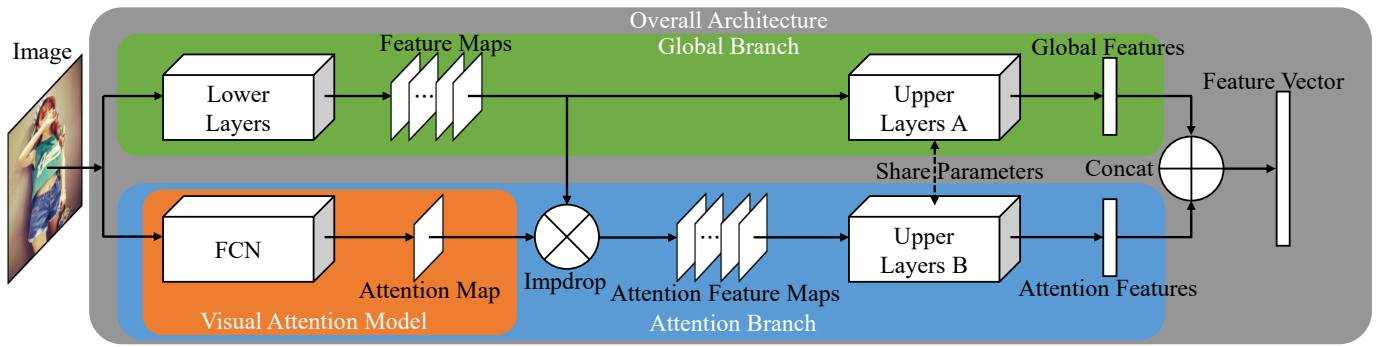 Overall Architecture
Image
Feature Maps
Global Branch
Global Features
Feature Vector
Lower
Layers
...
Upper
Layers A
Concat
Share Parameters
FCN
...
Upper
Layers B
Impdrop
Attention Map
Attention Feature Maps
Attention Features
Visual Attention Model
Attention Branch